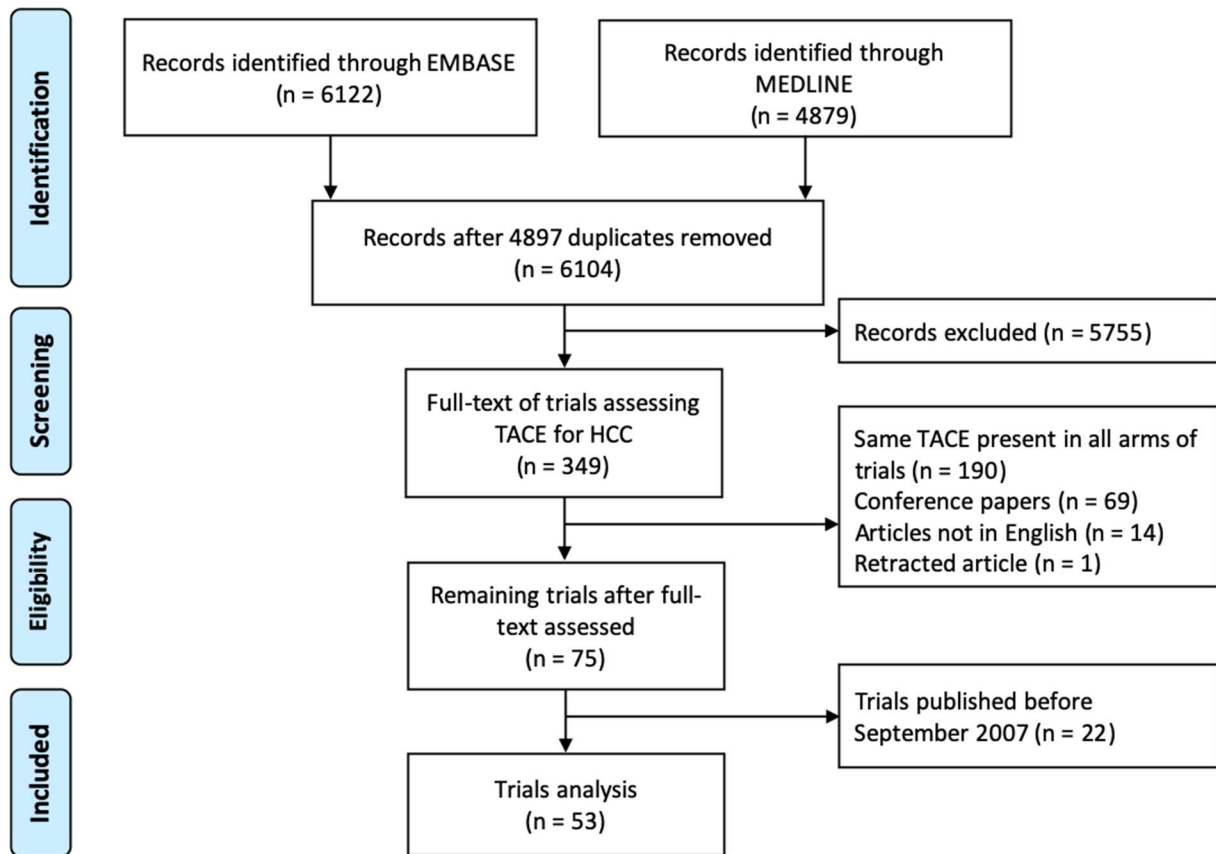 Identification
Records identified through EMBASE
(n = 6122)
Records identified through
MEDLINE
(n = 4879)
Records after 4897 duplicates removed
(n = 6104)
Screening
Records excluded (n = 5755)
Full-text of trials assessing
TACE for HCC
(n = 349)
Same TACE present in all arms of
trials (n = 190)
Conference papers (n = 69)
Articles not in English (n = 14)
Retracted article (n = 1)
Eligibility
Remaining trials after full-
text assessed
(n = 75)
Trials published before
September 2007 (n = 22)
Included
Trials analysis
(n = 53)